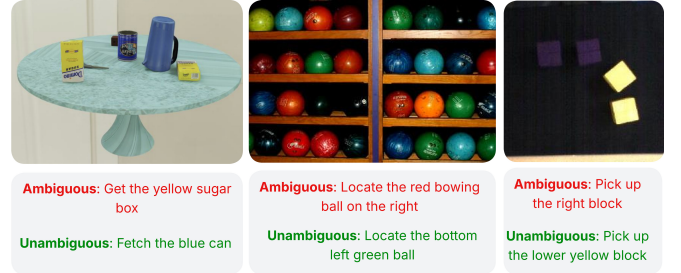 Ambiguous: Get the yellow sugar
box
Unambiguous: Fetch the blue can
Ambiguous: Locate the red bowing
ball on the right
Unambiguous: Locate the bottom
left green ball
Ambiguous: Pick up
the right block
Unambiguous: Pick up
the lower yellow block